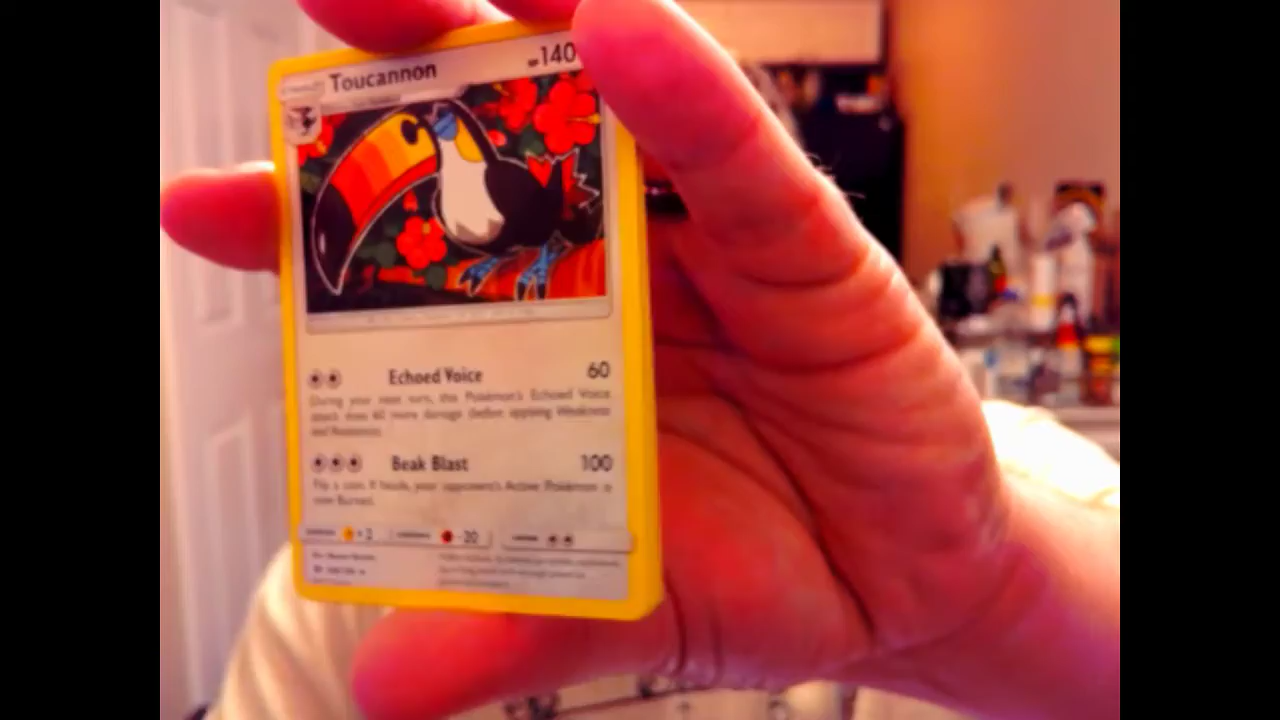 Toucannon
140
Echoed Voice 60
During your next turn, this Pokémon's Echoed Voice
attack does 60 more damage (before applying Weakness
and Resistance).
Beak Blast 100
Flip a coin. If heads, your opponent's Active Pokémon is
now Burned.
×2 -20